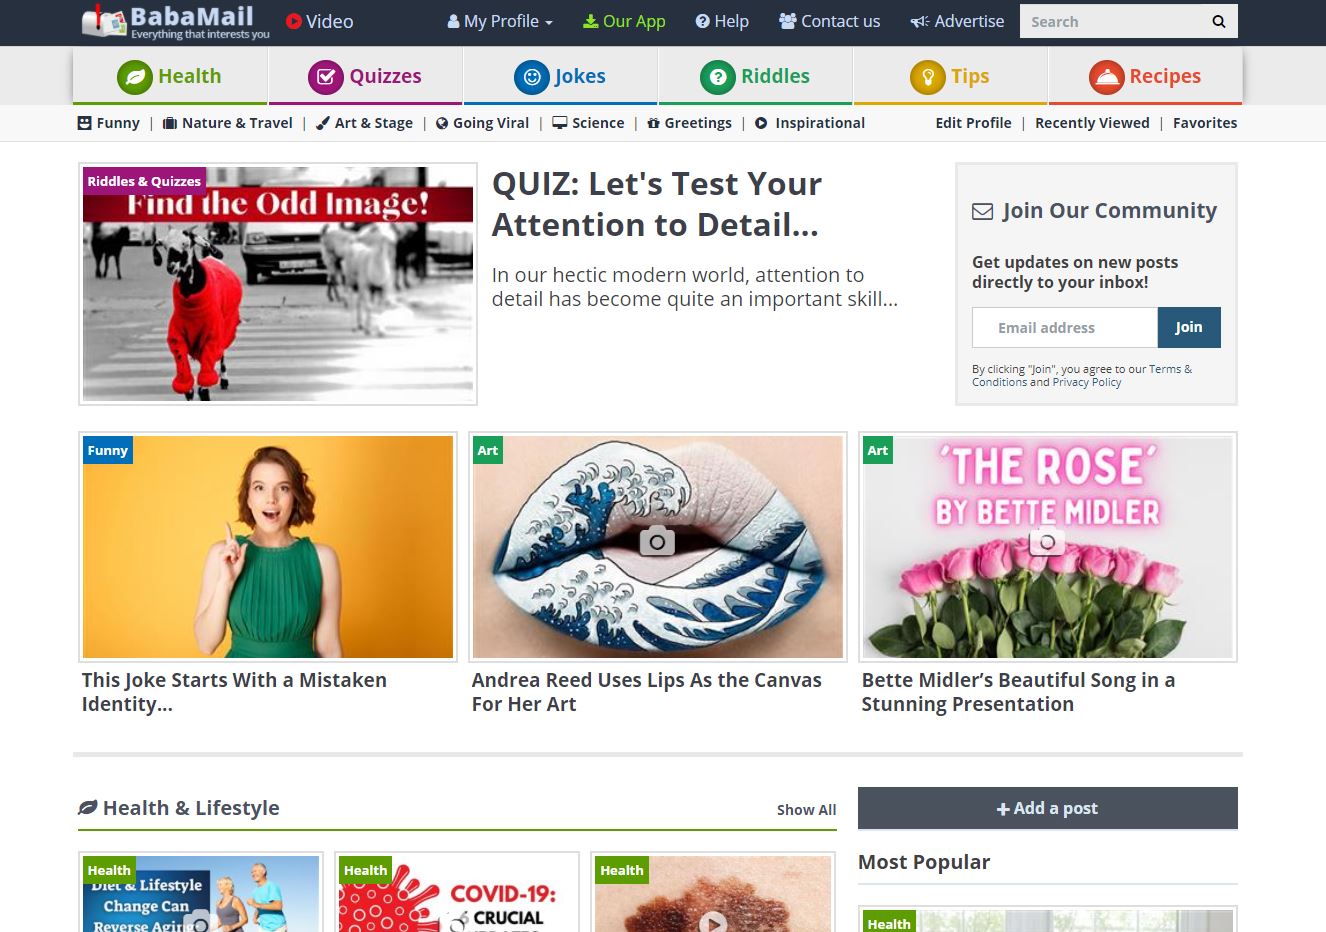 BabaMail
Everything that interests you
Video
My Profile
Our App
Help
Contact us
Advertise
Search
Health
Quizzes
Jokes
Riddles
Tips
Recipes
Funny | Nature & Travel | Art & Stage | Going Viral | Science | Greetings | Inspirational
Edit Profile | Recently Viewed | Favorites
Riddles & Quizzes
Find the Odd Image!
QUIZ: Let's Test Your
Attention to Detail...
In our hectic modern world, attention to
detail has become quite an important skill...
Join Our Community
Get updates on new posts
directly to your inbox!
Email address
Join
By clicking "Join", you agree to our Terms &
Conditions and Privacy Policy
Funny
This Joke Starts With a Mistaken
Identity...
Art
Andrea Reed Uses Lips As the Canvas
For Her Art
Art
'THE ROSE'
BY BETTE MIDLER
Bette Midler’s Beautiful Song in a
Stunning Presentation
Health & Lifestyle
Show All
Health
Diet & Lifestyle
Change Can
Reverse Aging
Health
COVID-19:
6 CRUCIAL
Health
+ Add a post
Most Popular
Health